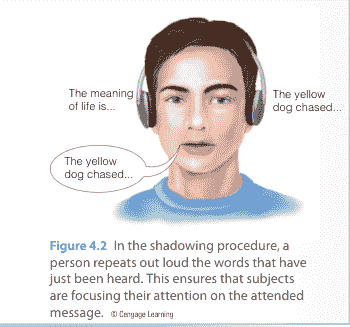 The meaning
of life is...
The yellow
dog chased...
The yellow
dog chased...
Figure 4.2 In the shadowing procedure, a
person repeats out loud the words that have
just been heard. This ensures that subjects
are focusing their attention on the attended
message. © Cengage Learning